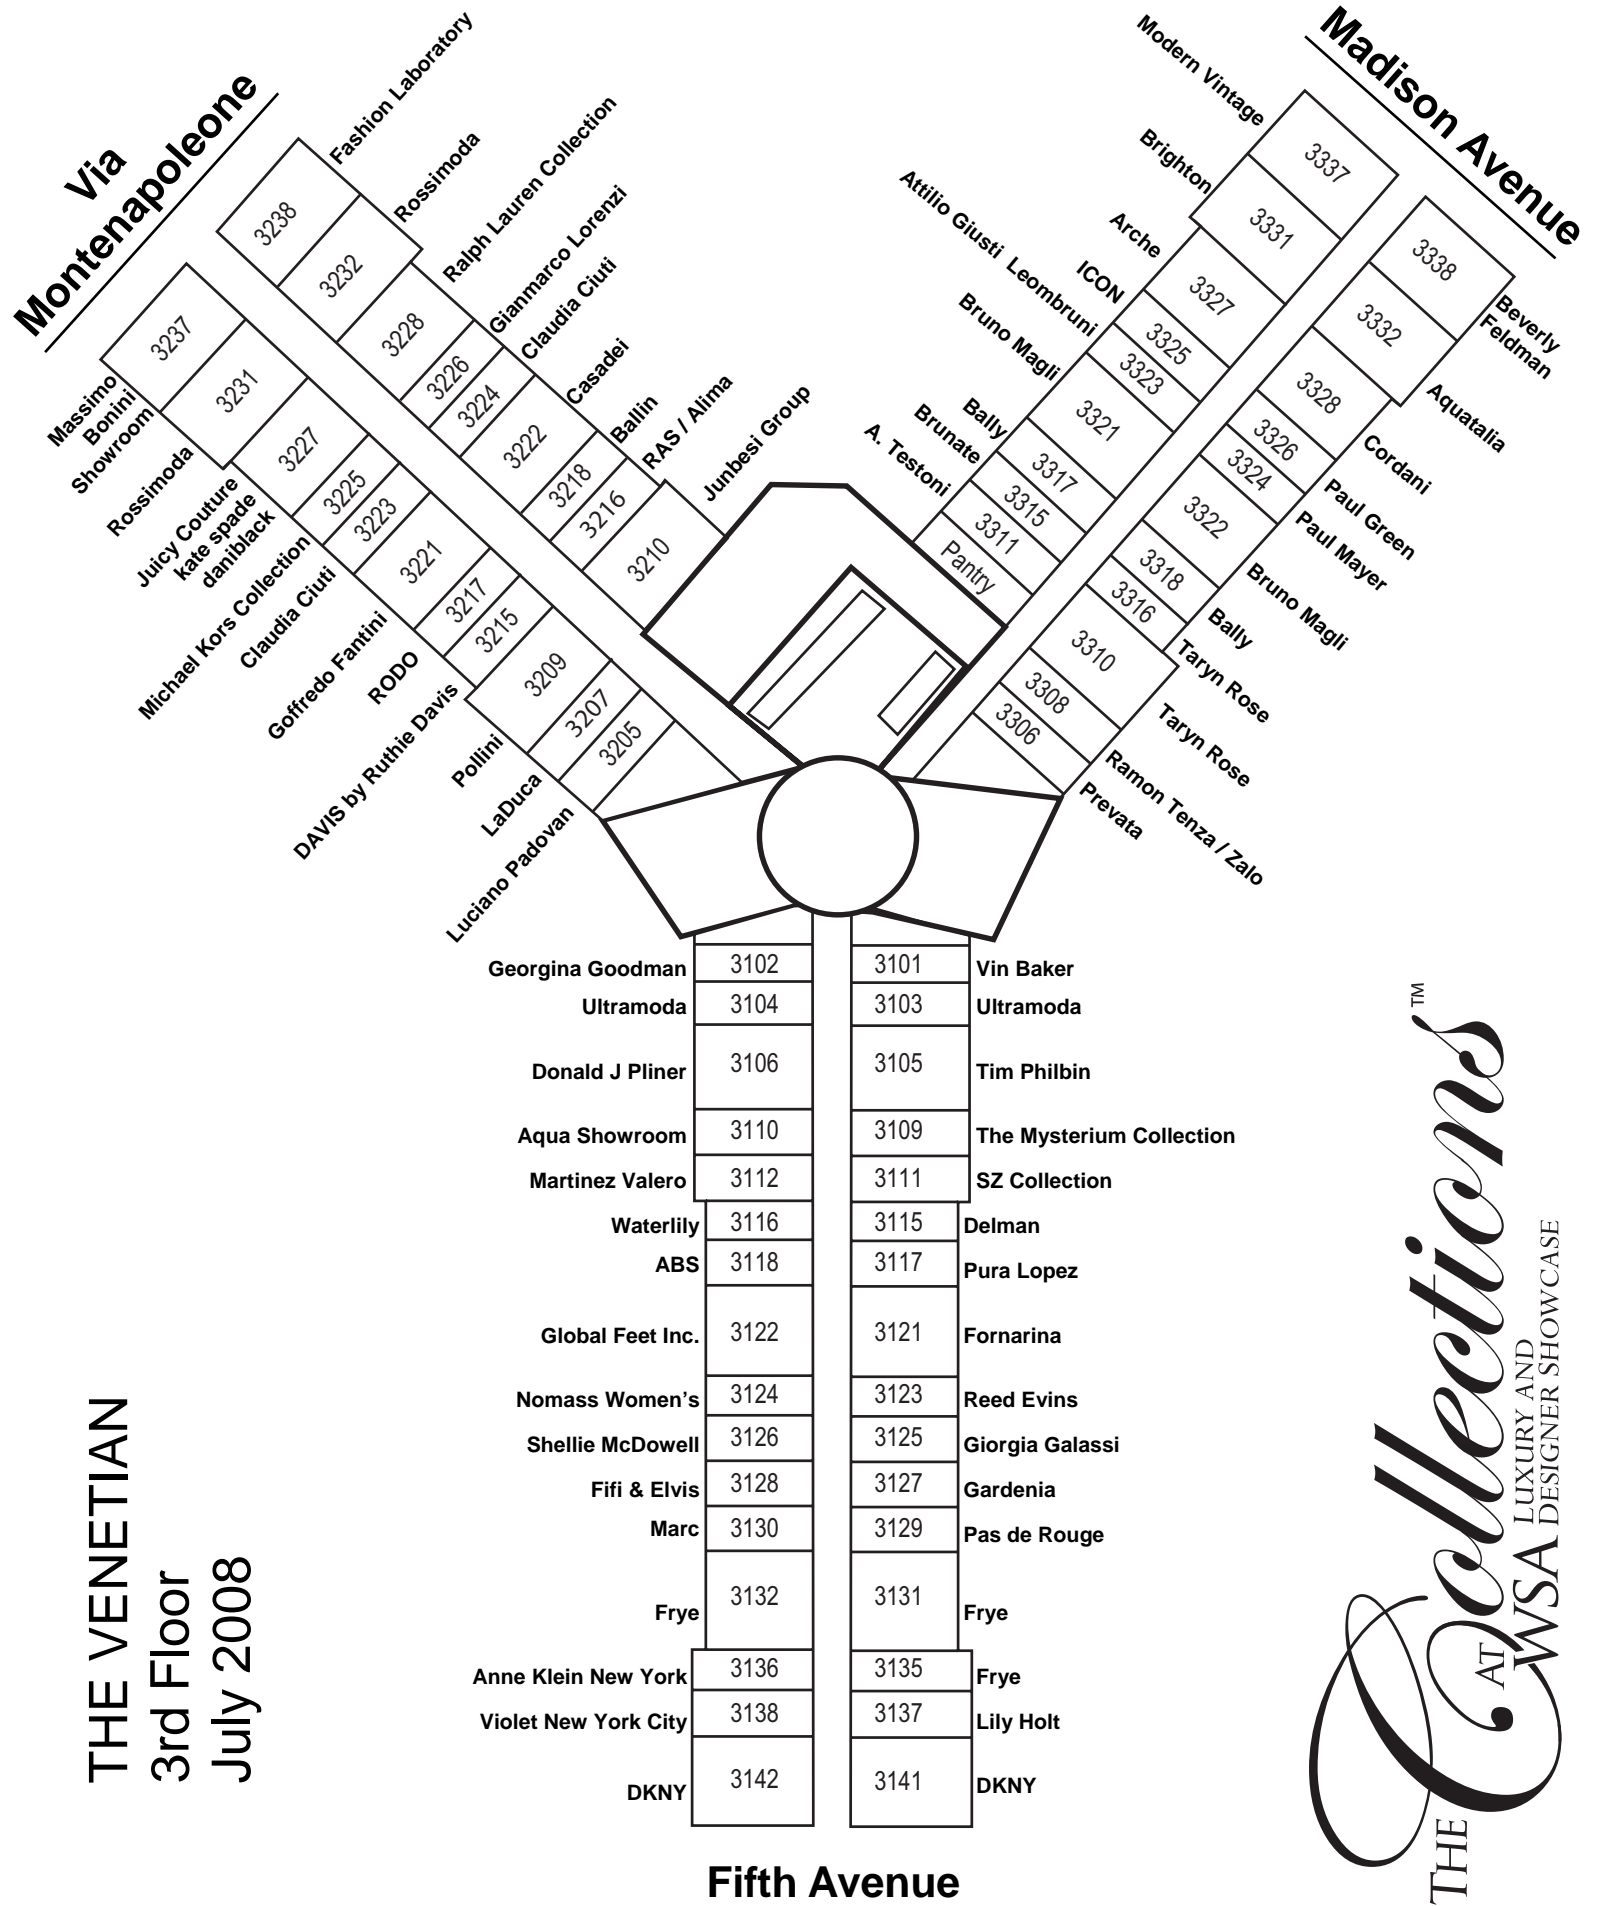 Via
Montenapoleone
3238
Fashion Laboratory
3232
Rossimoda
3228
Ralph Lauren Collection
3226
Gianmarco Lorenzi
3224
Claudia Ciuti
3222
Casadei
3218
Ballin
3216
RAS / Alima
3210
Junbesi Group
3237
Massimo
Bonini
Showroom
3231
Rossimoda
3227
Juicy Couture
kate spade
daniblack
3225
Michael Kors Collection
3223
Claudia Ciuti
3221
Goffredo Fantini
3217
RODO
3215
DAVIS by Ruthie Davis
3209
Pollini
3207
LaDuca
3205
Luciano Padovan
Madison Avenue
Modern Vintage
3337
Brighton
3331
Arche
3327
ICON
3325
Attilio Giusti Leombruni
3323
Bruno Magli
3321
Bally
3317
Brunate
3315
A. Testoni
3311
Pantry
3338
Beverly
Feldman
3332
Aquatalia
3328
Cordani
3326
Paul Green
3324
Paul Mayer
3322
Bruno Magli
3318
Bally
3316
Taryn Rose
3310
Taryn Rose
3308
Ramon Tenza / Zalo
3306
Prevata
Georgina Goodman 3102 3101 Vin Baker
Ultramoda 3104 3103 Ultramoda
Donald J Pliner 3106 3105 Tim Philbin
Aqua Showroom 3110 3109 The Mysterium Collection
Martinez Valero 3112 3111 SZ Collection
Waterlily 3116 3115 Delman
ABS 3118 3117 Pura Lopez
Global Feet Inc. 3122 3121 Fornarina
Nomass Women’s 3124 3123 Reed Evins
Shellie McDowell 3126 3125 Giorgia Galassi
Fifi & Elvis 3128 3127 Gardenia
Marc 3130 3129 Pas de Rouge
Frye 3132 3131 Frye
Anne Klein New York 3136 3135 Frye
Violet New York City 3138 3137 Lily Holt
DKNY 3142 3141 DKNY
Fifth Avenue
THE VENETIAN
3rd Floor
July 2008
THE Collections™
AT WSA LUXURY AND
DESIGNER SHOWCASE